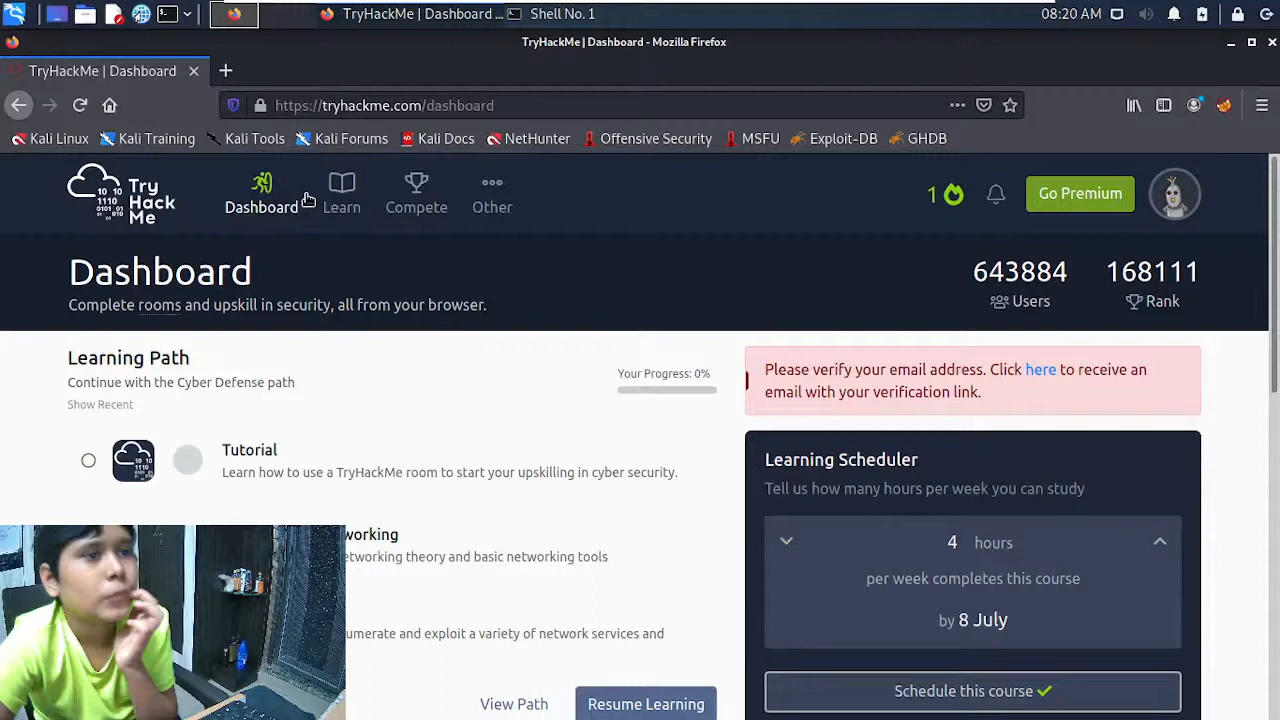 TryHackMe | Dashboard ...
Shell No. 1
08:20 AM
TryHackMe | Dashboard - Mozilla Firefox
TryHackMe | Dashboard
https://tryhackme.com/dashboard
Kali Linux
Kali Training
Kali Tools
Kali Forums
Kali Docs
NetHunter
Offensive Security
MSFU
Exploit-DB
GHDB
Try
Hack
Me
Dashboard
Learn
Compete
Other
1
Go Premium
Dashboard
Complete rooms and upskill in security, all from your browser.
643884
Users
168111
Rank
Learning Path
Continue with the Cyber Defense path
Show Recent
Your Progress: 0%
Tutorial
Learn how to use a TryHackMe room to start your upskilling in cyber security.
working
etworking theory and basic networking tools
numerate and exploit a variety of network services and
View Path
Resume Learning
Please verify your email address. Click here to receive an
email with your verification link.
Learning Scheduler
Tell us how many hours per week you can study
4 hours
per week completes this course
by 8 July
Schedule this course